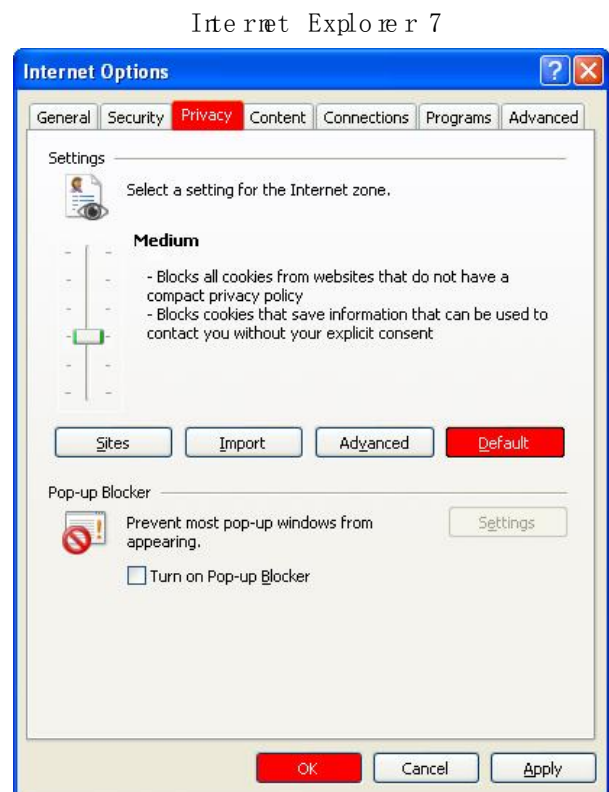 Internet Explorer 7
Internet Options
General Security Privacy Content Connections Programs Advanced
Settings
Select a setting for the Internet zone.
Medium
- Blocks all cookies from websites that do not have a
compact privacy policy
- Blocks cookies that save information that can be used to
contact you without your explicit consent
Sites Import Advanced Default
Pop-up Blocker
Prevent most pop-up windows from
appearing.
Settings
Turn on Pop-up Blocker
OK Cancel Apply